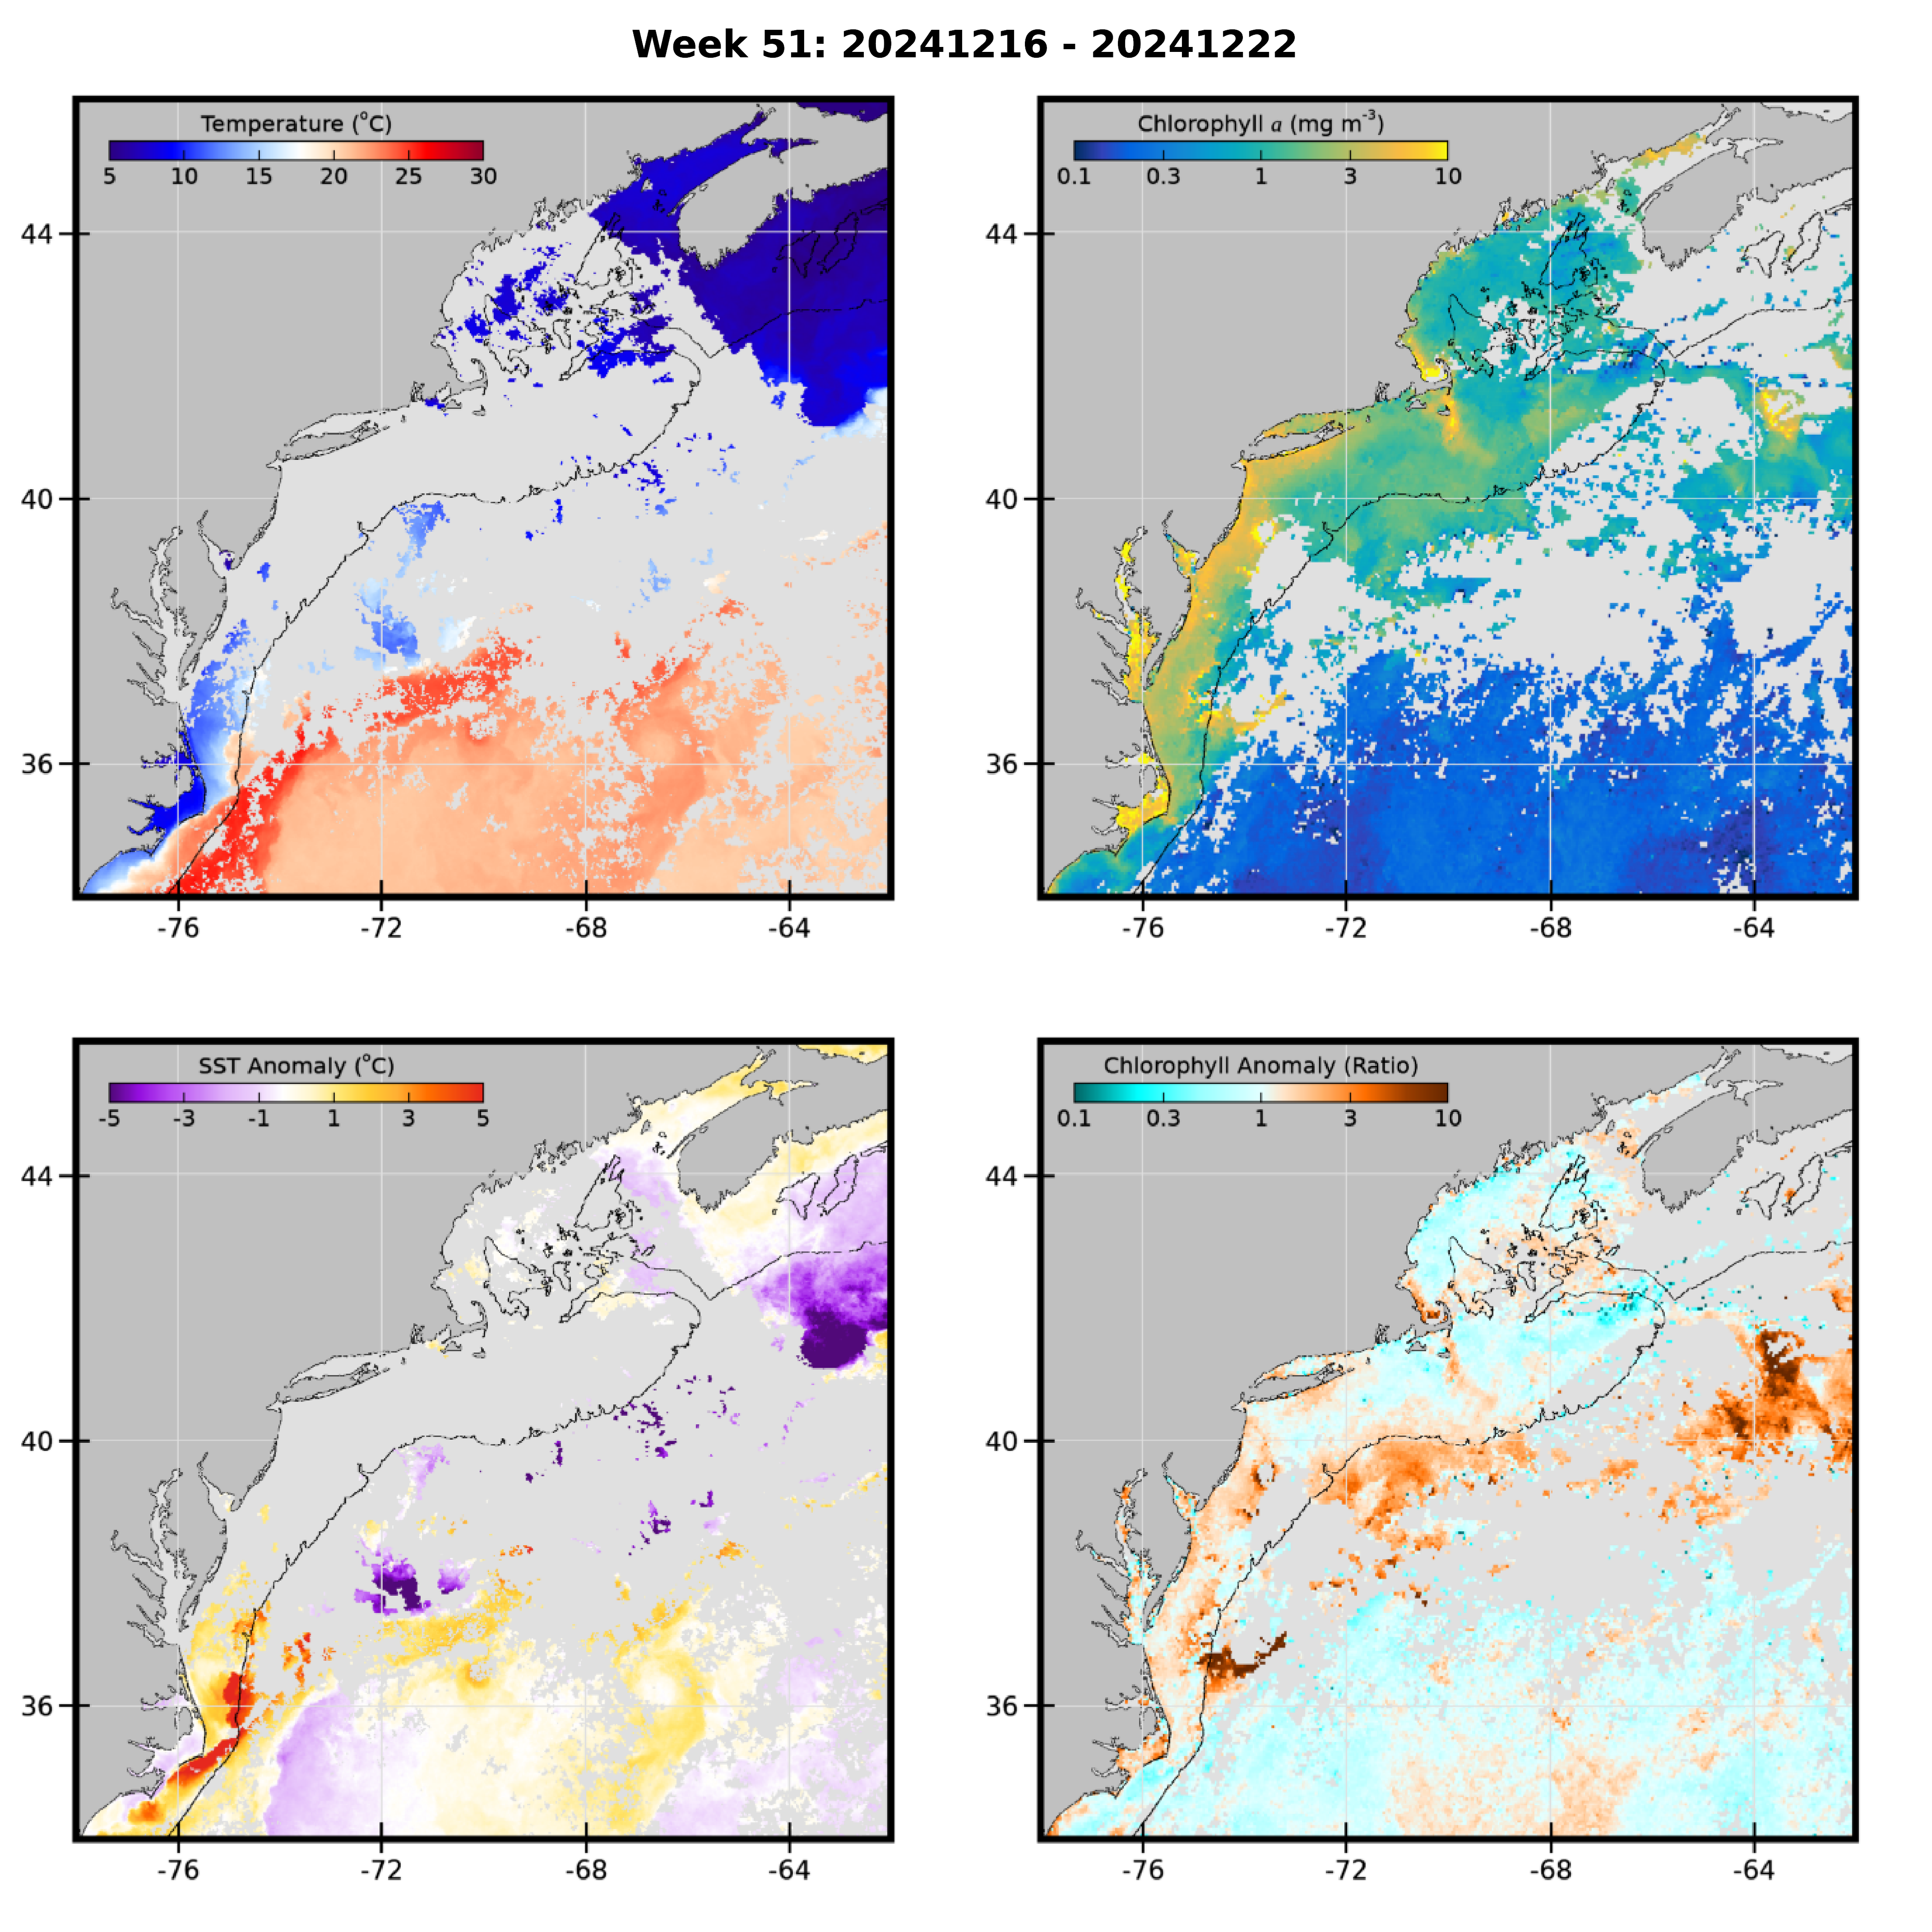 Week 51: 20241216 - 20241222
Temperature (°C)
5 10 15 20 25 30
44
40
36
-76 -72 -68 -64
Chlorophyll a (mg m⁻³)
0.1 0.3 1 3 10
44
40
36
-76 -72 -68 -64
SST Anomaly (°C)
-5 -3 -1 1 3 5
44
40
36
-76 -72 -68 -64
Chlorophyll Anomaly (Ratio)
0.1 0.3 1 3 10
44
40
36
-76 -72 -68 -64